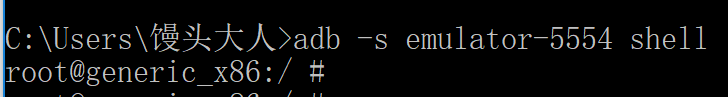 C:\Users\馒头大人>adb -s emulator-5554 shell
root@generic_x86:/ #